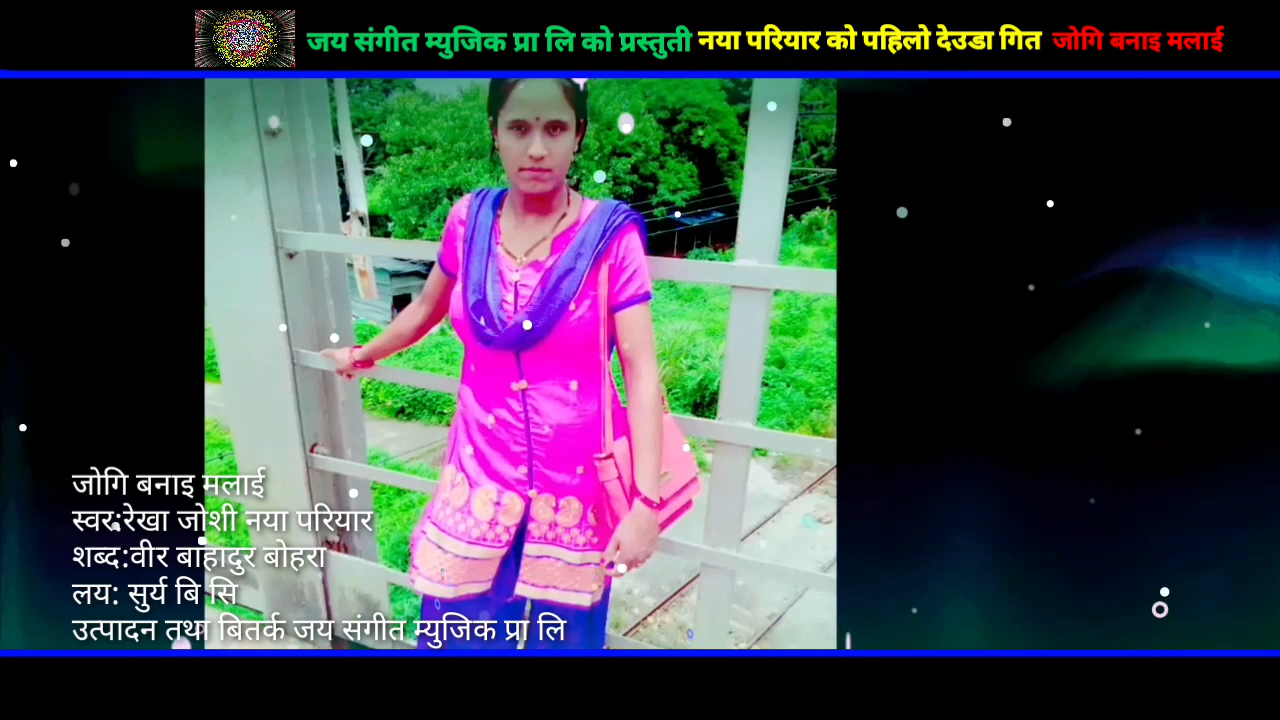 जय संगीत म्युजिक प्रा लि को प्रस्तुती नया परियार को पहिलो देउडा गित जोगि बनाइ मलाई
जोगि बनाइ मलाई
स्वर:रेखा जोशी नया परियार
शब्द:वीर बाहादुर बोहरा
लय: सुर्य बि सि
उत्पादन तथा बितर्क जय संगीत म्युजिक प्रा लि